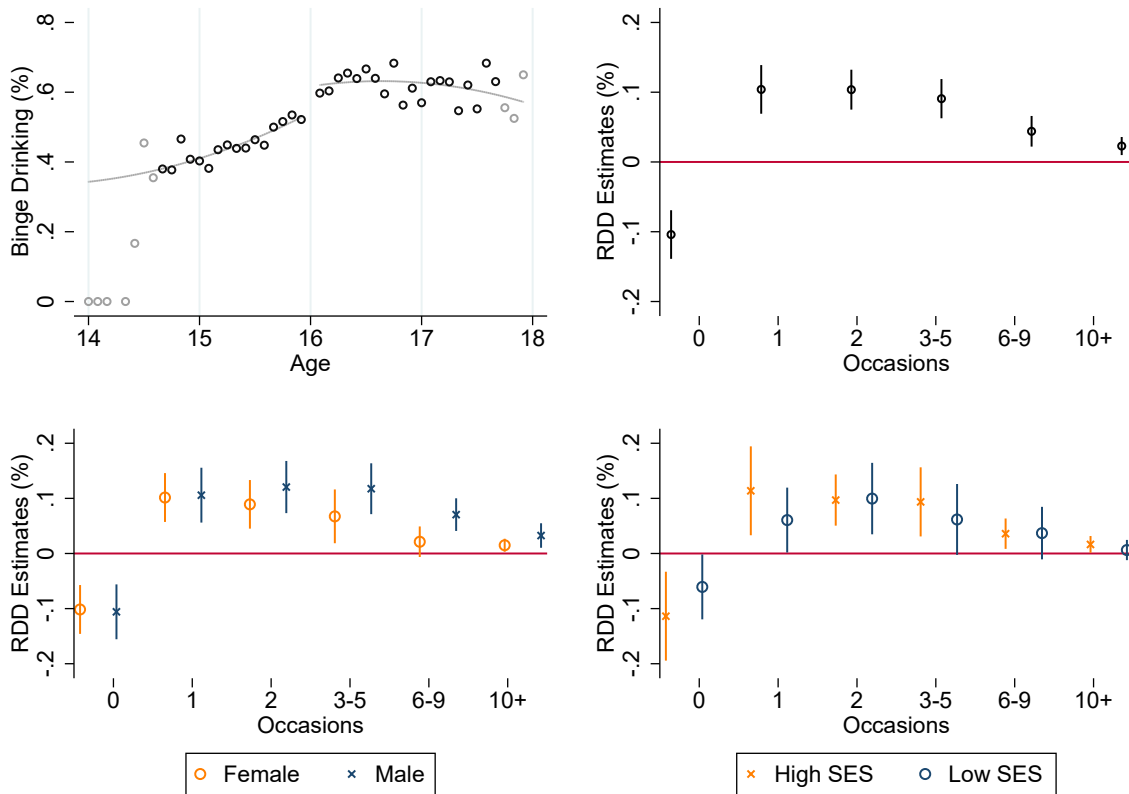 Binge Drinking (%)
.8
.6
.4
.2
0
14 15 16 17 18
Age
RDD Estimates (%)
.2
.1
0
-.1
-.2
0 1 2 3-5 6-9 10+
Occasions
RDD Estimates (%)
.2
.1
0
-.1
-.2
0 1 2 3-5 6-9 10+
Occasions
Female Male
RDD Estimates (%)
.2
.1
0
-.1
-.2
0 1 2 3-5 6-9 10+
Occasions
High SES Low SES